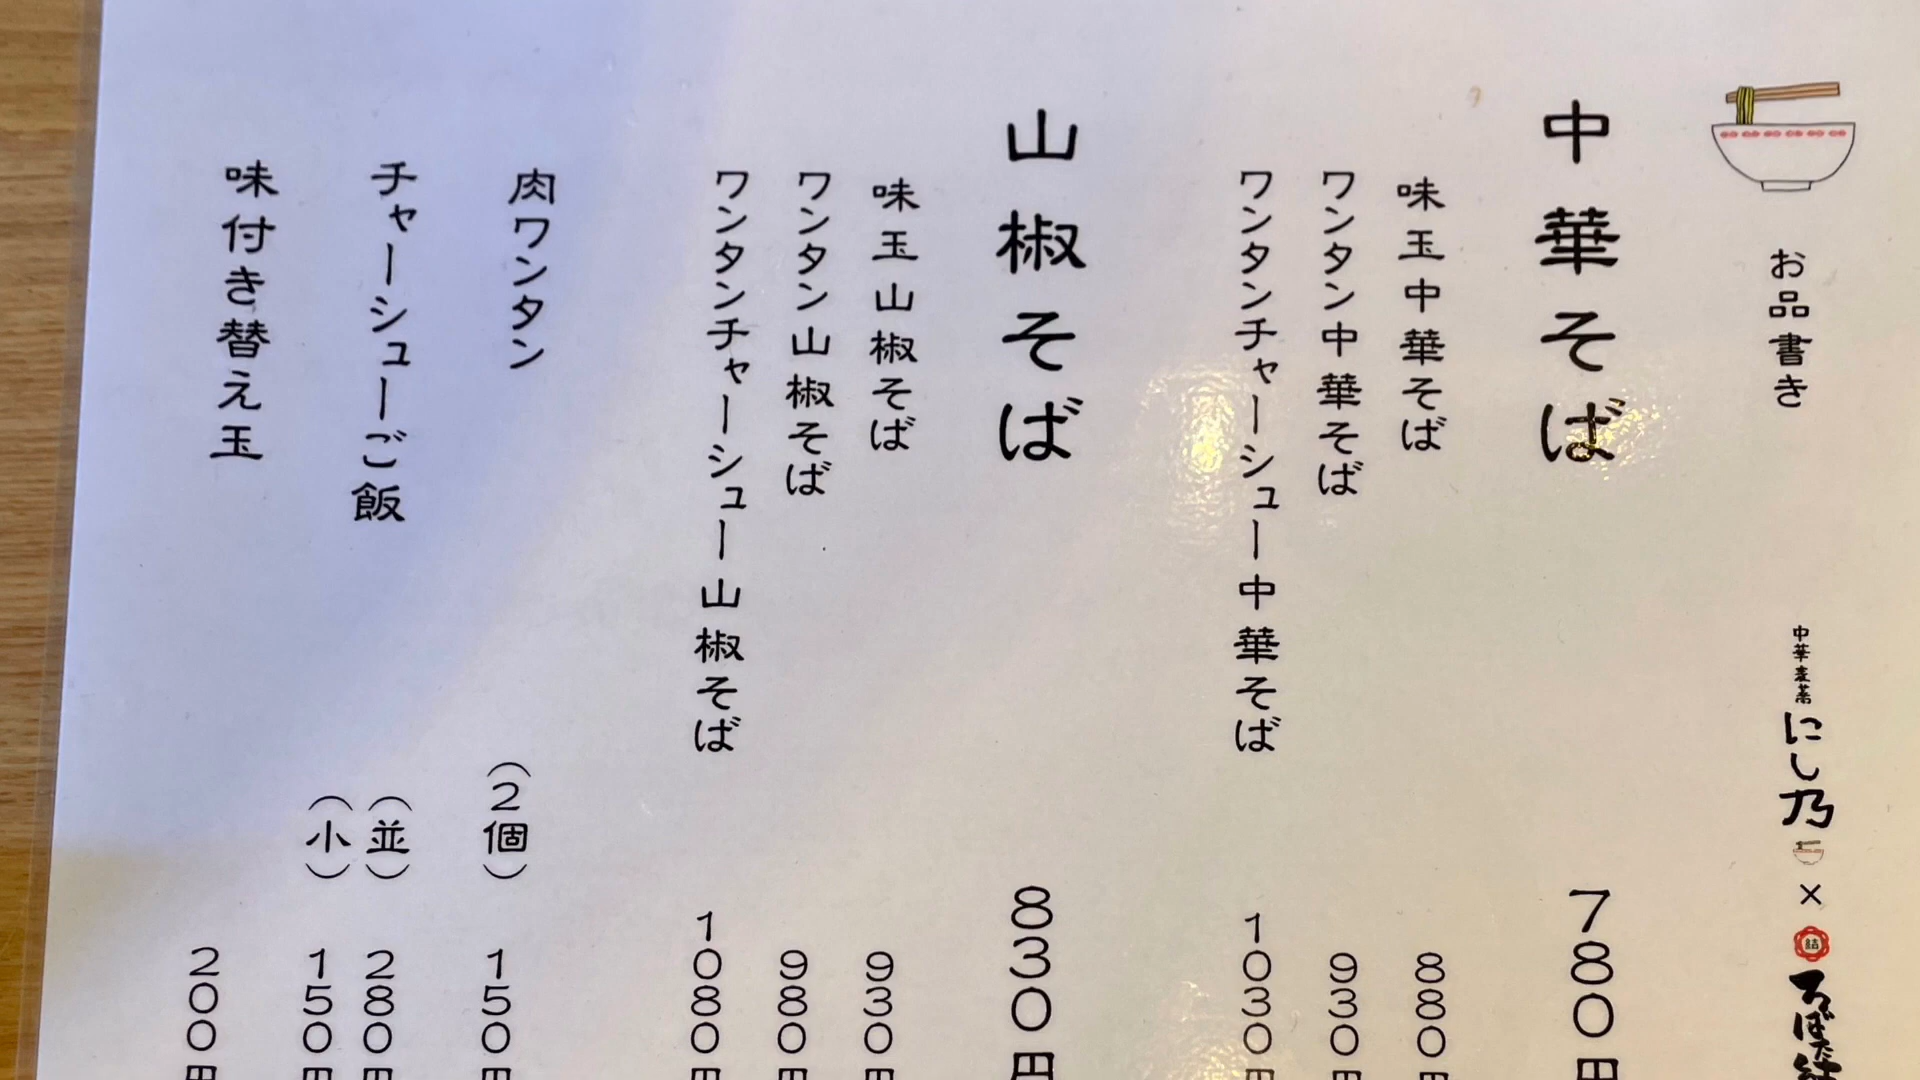 お品書き
中華麦菜
にし乃
×
ろばた結
中華そば 780円
味玉中華そば 880円
ワンタン中華そば 930円
ワンタンチャーシュー中華そば 1030円
山椒そば 830円
味玉山椒そば 930円
ワンタン山椒そば 980円
ワンタンチャーシュー山椒そば 1080円
肉ワンタン (2個) 150円
チャーシューご飯 (並) 280円
(小) 150円
味付き替え玉 200円